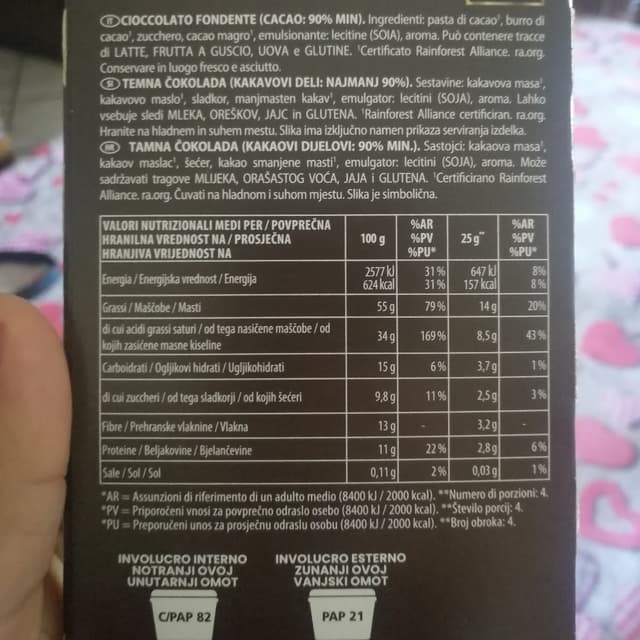 IT CIOCCOLATO FONDENTE (CACAO: 90% MIN). Ingredienti: pasta di cacao¹, burro di
cacao¹, zucchero, cacao magro¹, emulsionante: lecitine (SOIA), aroma. Può contenere tracce
di LATTE, FRUTTA A GUSCIO, UOVA e GLUTINE. ¹Certificato Rainforest Alliance. ra.org.
Conservare in luogo fresco e asciutto.
SI TEMNA ČOKOLADA (KAKAVOVI DELI: NAJMANJ 90%). Sestavine: kakavova masa¹,
kakavovo maslo¹, sladkor, manjmasten kakav¹, emulgator: lecitini (SOJA), aroma. Lahko
vsebuje sledi MLEKA, OREŠKOV, JAJC in GLUTENA. ¹Rainforest Alliance certificiran. ra.org.
Hranite na hladnem in suhem mestu. Slika ima izključno namen prikaza serviranja izdelka.
HR TAMNA ČOKOLADA (KAKAOVI DIJELOVI: 90% MIN.). Sastojci: kakaova masa¹,
kakaov maslac¹, šećer, kakao smanjene masti¹, emulgator: lecitini (SOJA), aroma. Može
sadržavati tragove MLIJEKA, ORAŠASTOG VOĆA, JAJA i GLUTENA. ¹Certificirano Rainforest
Alliance. ra.org. Čuvati na hladnom i suhom mjestu. Slika je simbolična.
VALORI NUTRIZIONALI MEDI PER / POVPREČNA
HRANILNA VREDNOST NA / PROSJEČNA
HRANJIVA VRIJEDNOST NA
100 g
%AR
%PV
%PU*
25 g**
%AR
%PV
%PU*
Energia / Energijska vrednost / Energija
2577 kJ 31 % 647 kJ 8%
624 kcal 31 % 157 kcal 8 %
Grassi / Maščobe / Masti 55 g 79 % 14 g 20%
di cui acidi grassi saturi / od tega nasičene maščobe / od
kojih zasićene masne kiseline 34 g 169 % 8,5 g 43 %
Carboidrati / Ogljikovi hidrati / Ugljikohidrati 15 g 6 % 3,7 g 1 %
di cui zuccheri / od tega sladkorji / od kojih šećeri 9,8 g 11 % 2,5 g 3 %
Fibre / Prehranske vlaknine / Vlakna 13 g - 3,2 g -
Proteine / Beljakovine / Bjelančevine 11 g 22 % 2,8 g 6 %
Sale / Sol / Sol 0,11 g 2 % 0,03 g 1 %
*AR = Assunzioni di riferimento di un adulto medio (8400 kJ / 2000 kcal). **Numero di porzioni: 4.
*PV = Priporočeni vnosi za povprečno odraslo osebo (8400 kJ / 2000 kcal). **Število porcij: 4.
*PU = Preporučeni unos za prosječnu odraslu osobu (8400 kJ / 2000 kcal). **Broj obroka: 4.
INVOLUCRO INTERNO
NOTRANJI OVOJ
UNUTARNJI OMOT
C/PAP 82
INVOLUCRO ESTERNO
ZUNANJI OVOJ
VANJSKI OMOT
PAP 21